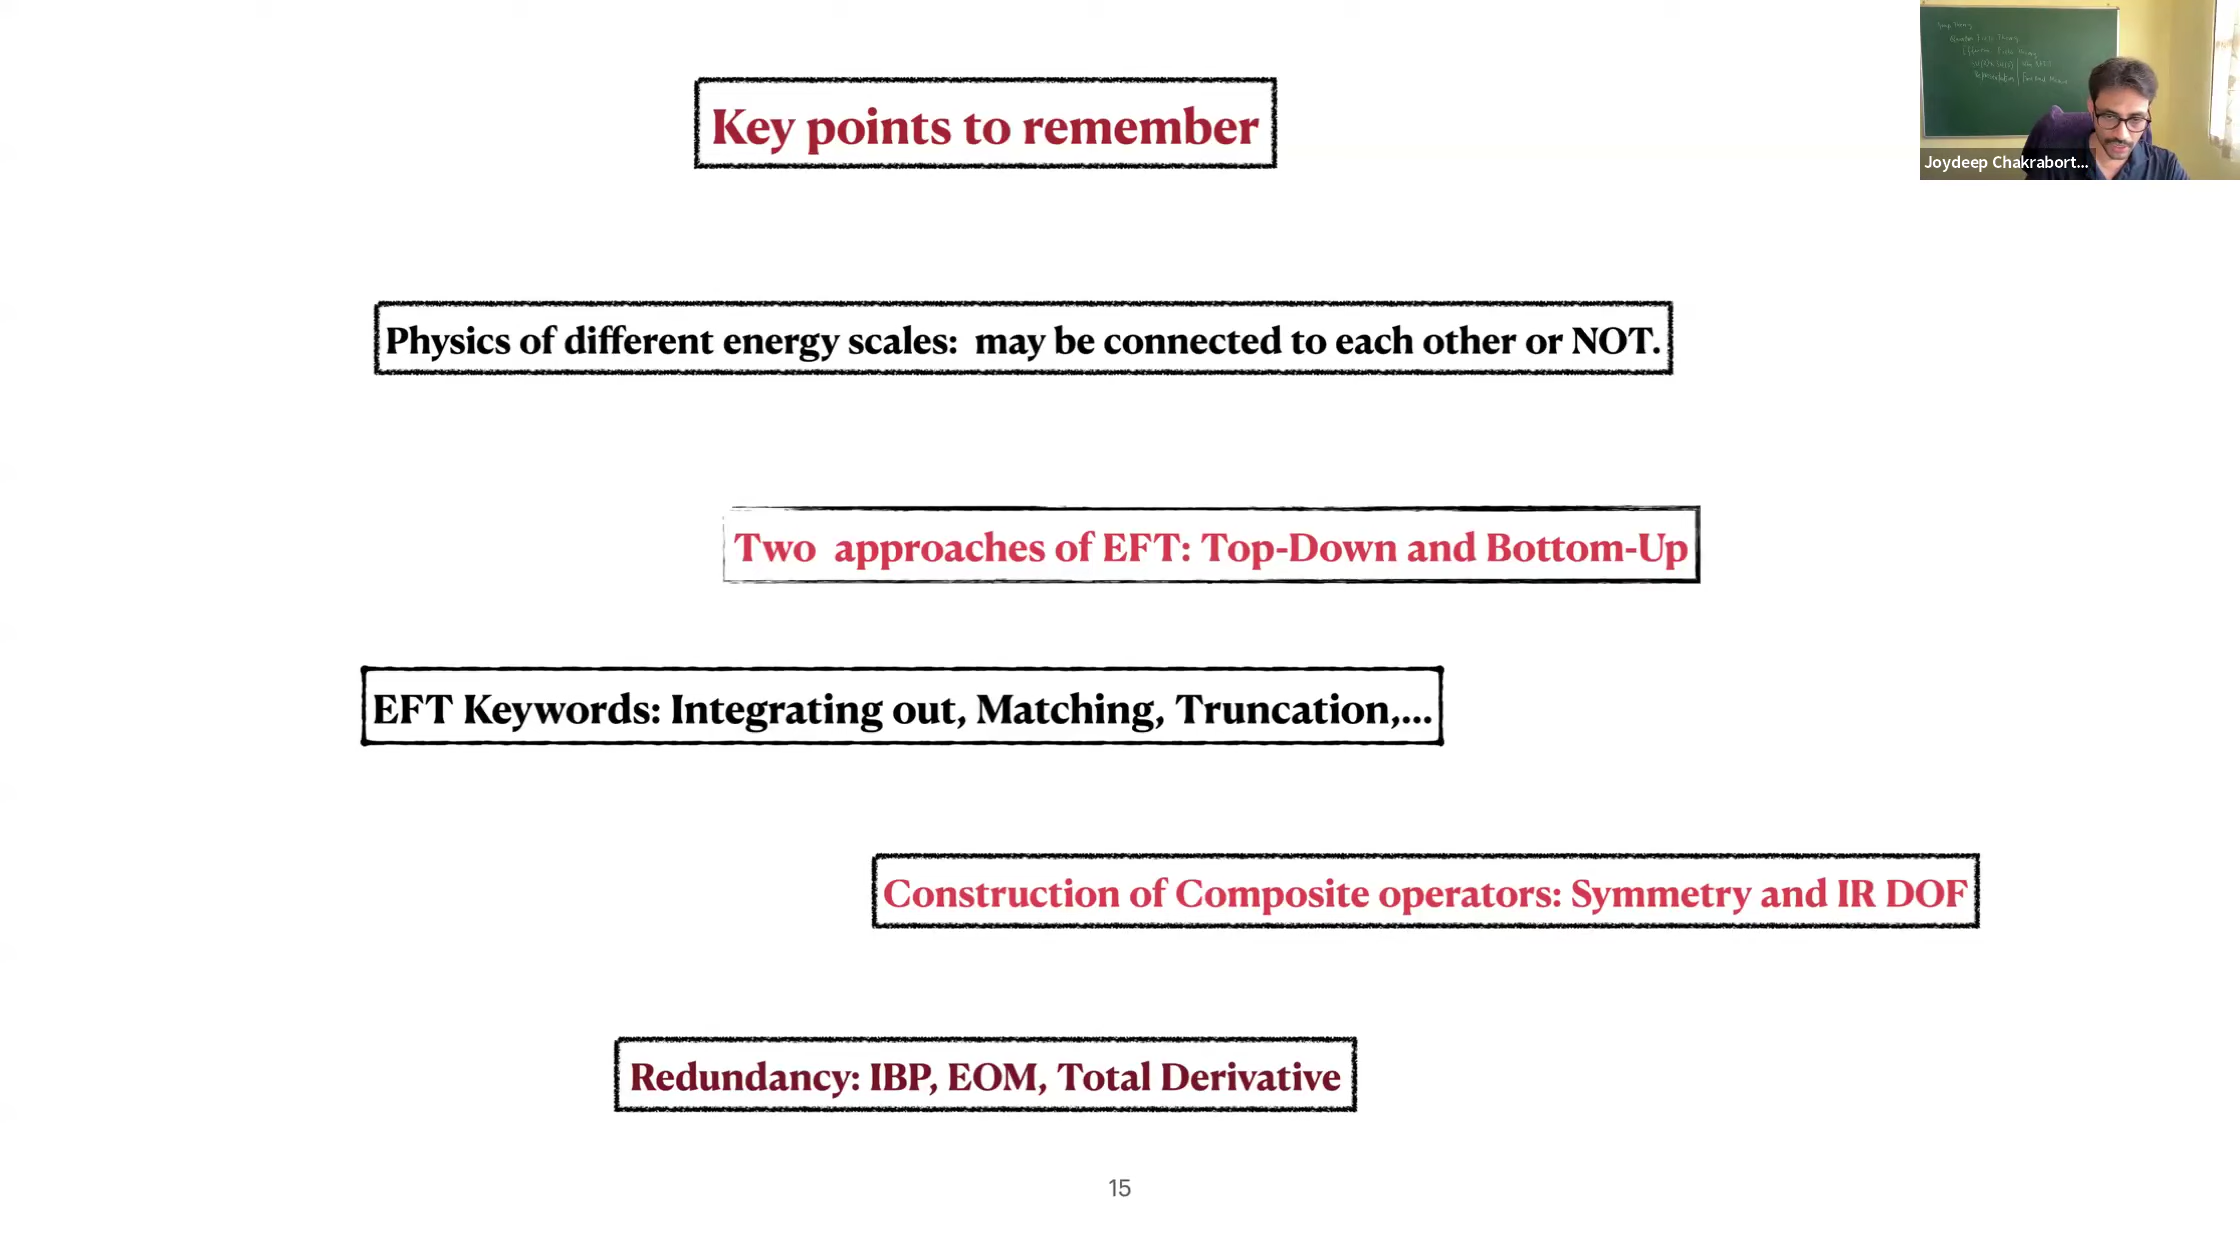 Key points to remember
Joydeep Chakrabort...
Physics of different energy scales:  may be connected to each other or NOT.
Two  approaches of EFT: Top-Down and Bottom-Up
EFT Keywords: Integrating out, Matching, Truncation,...
Construction of Composite operators: Symmetry and IR DOF
Redundancy: IBP, EOM, Total Derivative
15